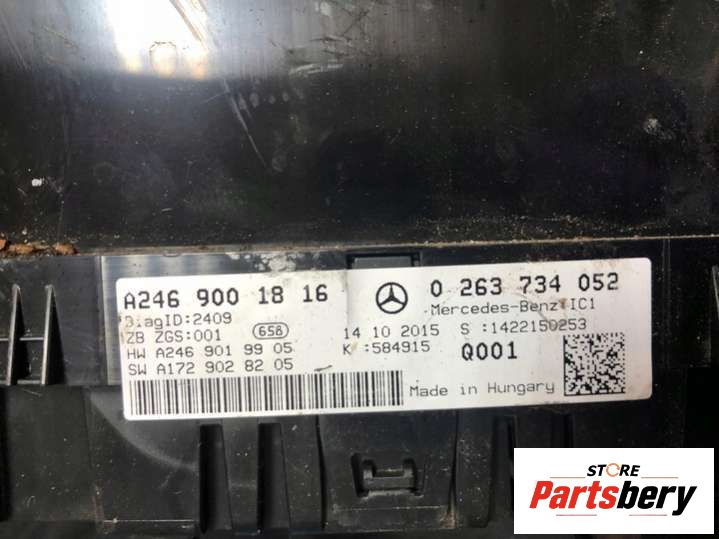 A246 900 18 16
0 263 734 052
DiagID:2409
Mercedes-Benz IC1
ZB ZGS:001
658
14 10 2015
S :1422150253
HW A246 901 99 05
K :584915
Q001
SW A172 902 82 05
Made in Hungary
STORE
Partsbery